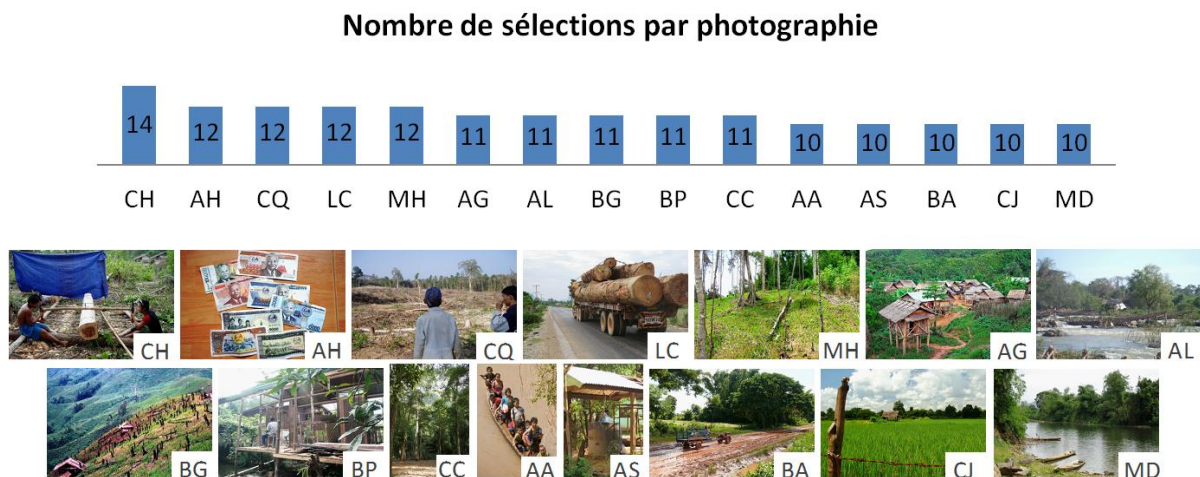 Nombre de sélections par photographie
14 12 12 12 12 11 11 11 11 11 10 10 10 10 10
CH AH CQ LC MH AG AL BG BP CC AA AS BA CJ MD
CH AH CQ LC MH AG AL
BG BP CC AA AS BA CJ MD